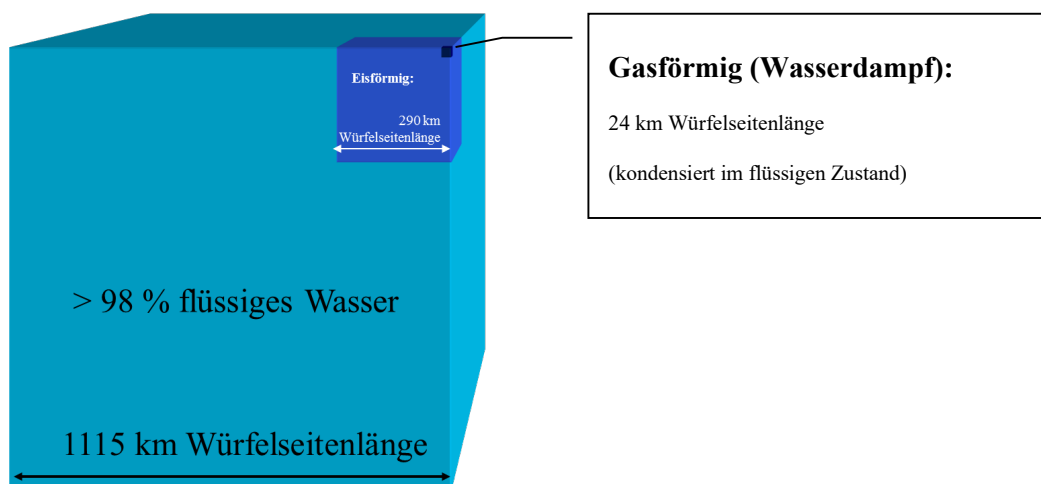 Eisförmig:
290 km
Würfelseitenlänge
> 98 % flüssiges Wasser
1115 km Würfelseitenlänge
Gasförmig (Wasserdampf):
24 km Würfelseitenlänge
(kondensiert im flüssigen Zustand)